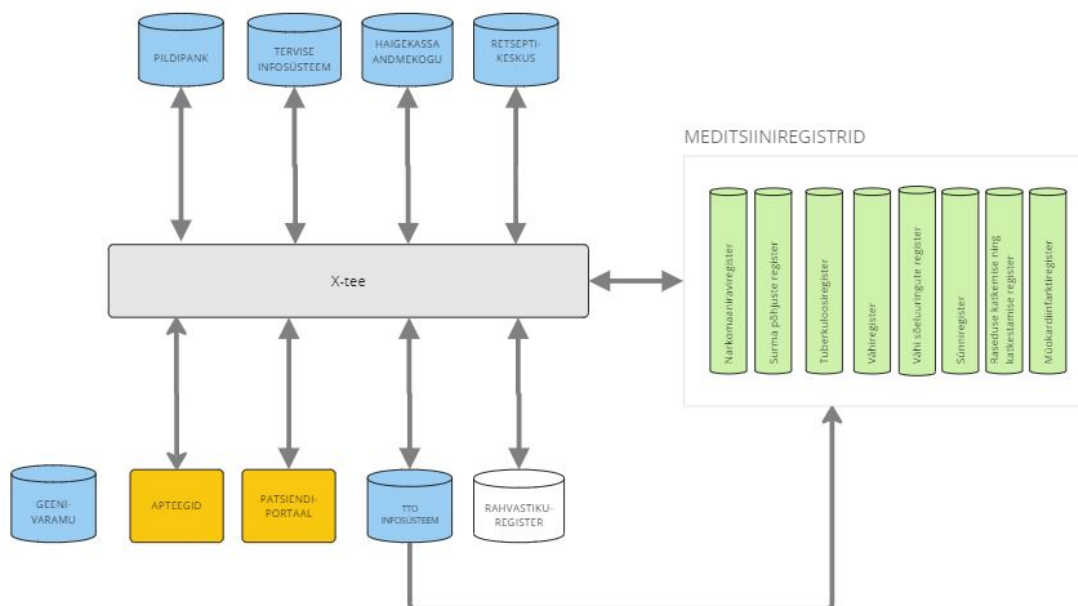 PILDIPANK
TERVISE
INFOSÜSTEEM
HAIGEKASSA
ANDMEKOGU
RETSEPTI-
KESKUS
MEDITSIINIREGISTRID
X-tee
Narkomaaniaraviregister
Surma põhjuste register
Tuberkuloosiregister
Vähiregister
Vähi sõeluuringute register
Sünniregister
Raseduse katkemise ning
katkestamise register
Müokardiinfarktiregister
GEENI-
VARAMU
APTEEGID
PATSIENDI-
PORTAAL
TTO
INFOSÜSTEEM
RAHVASTIKU-
REGISTER